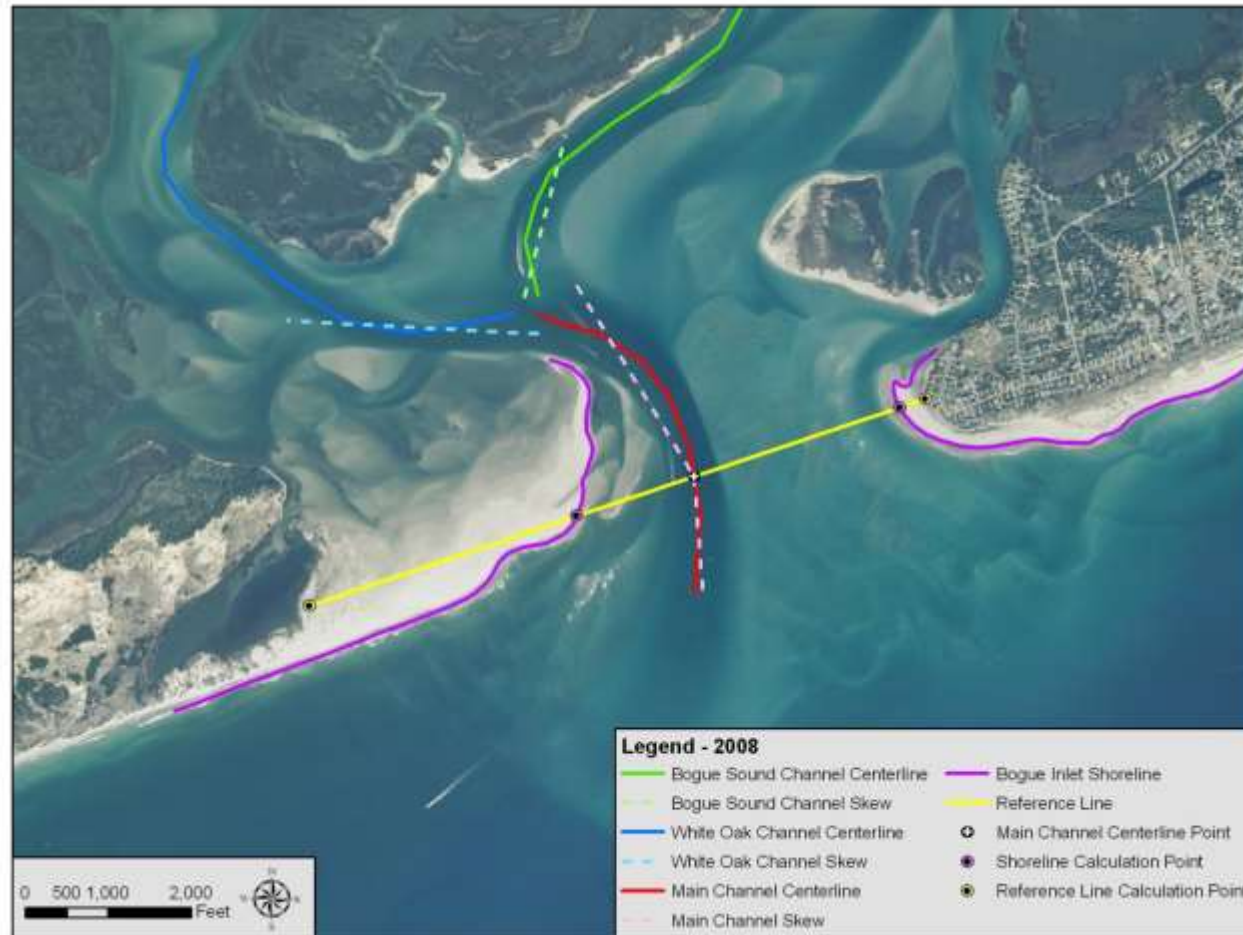 Legend - 2008
Bogue Sound Channel Centerline
Bogue Sound Channel Skew
White Oak Channel Centerline
White Oak Channel Skew
Main Channel Centerline
Main Channel Skew
Bogue Inlet Shoreline
Reference Line
Main Channel Centerline Point
Shoreline Calculation Point
Reference Line Calculation Point
0 500 1,000 2,000
Feet
N